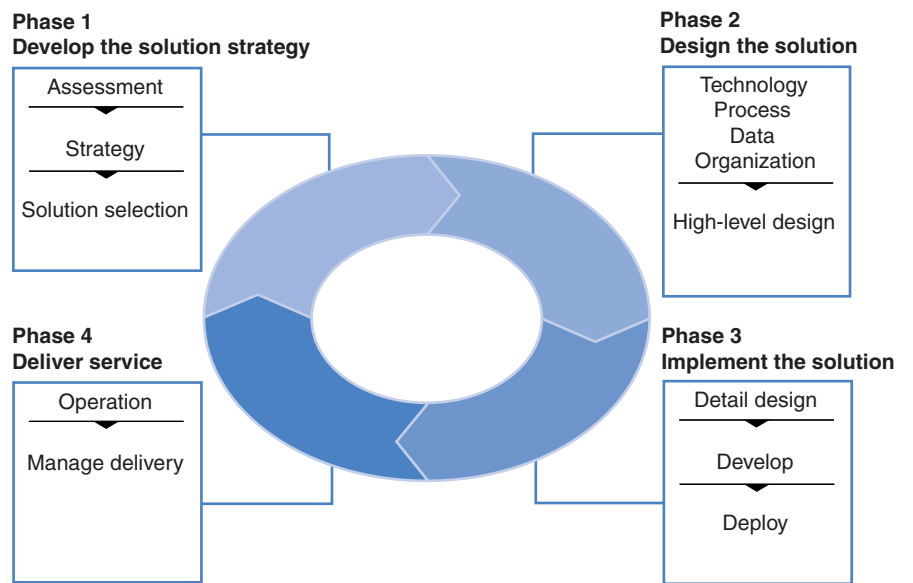 Phase 1
Develop the solution strategy
Assessment
Strategy
Solution selection
Phase 2
Design the solution
Technology
Process
Data
Organization
High-level design
Phase 4
Deliver service
Operation
Manage delivery
Phase 3
Implement the solution
Detail design
Develop
Deploy